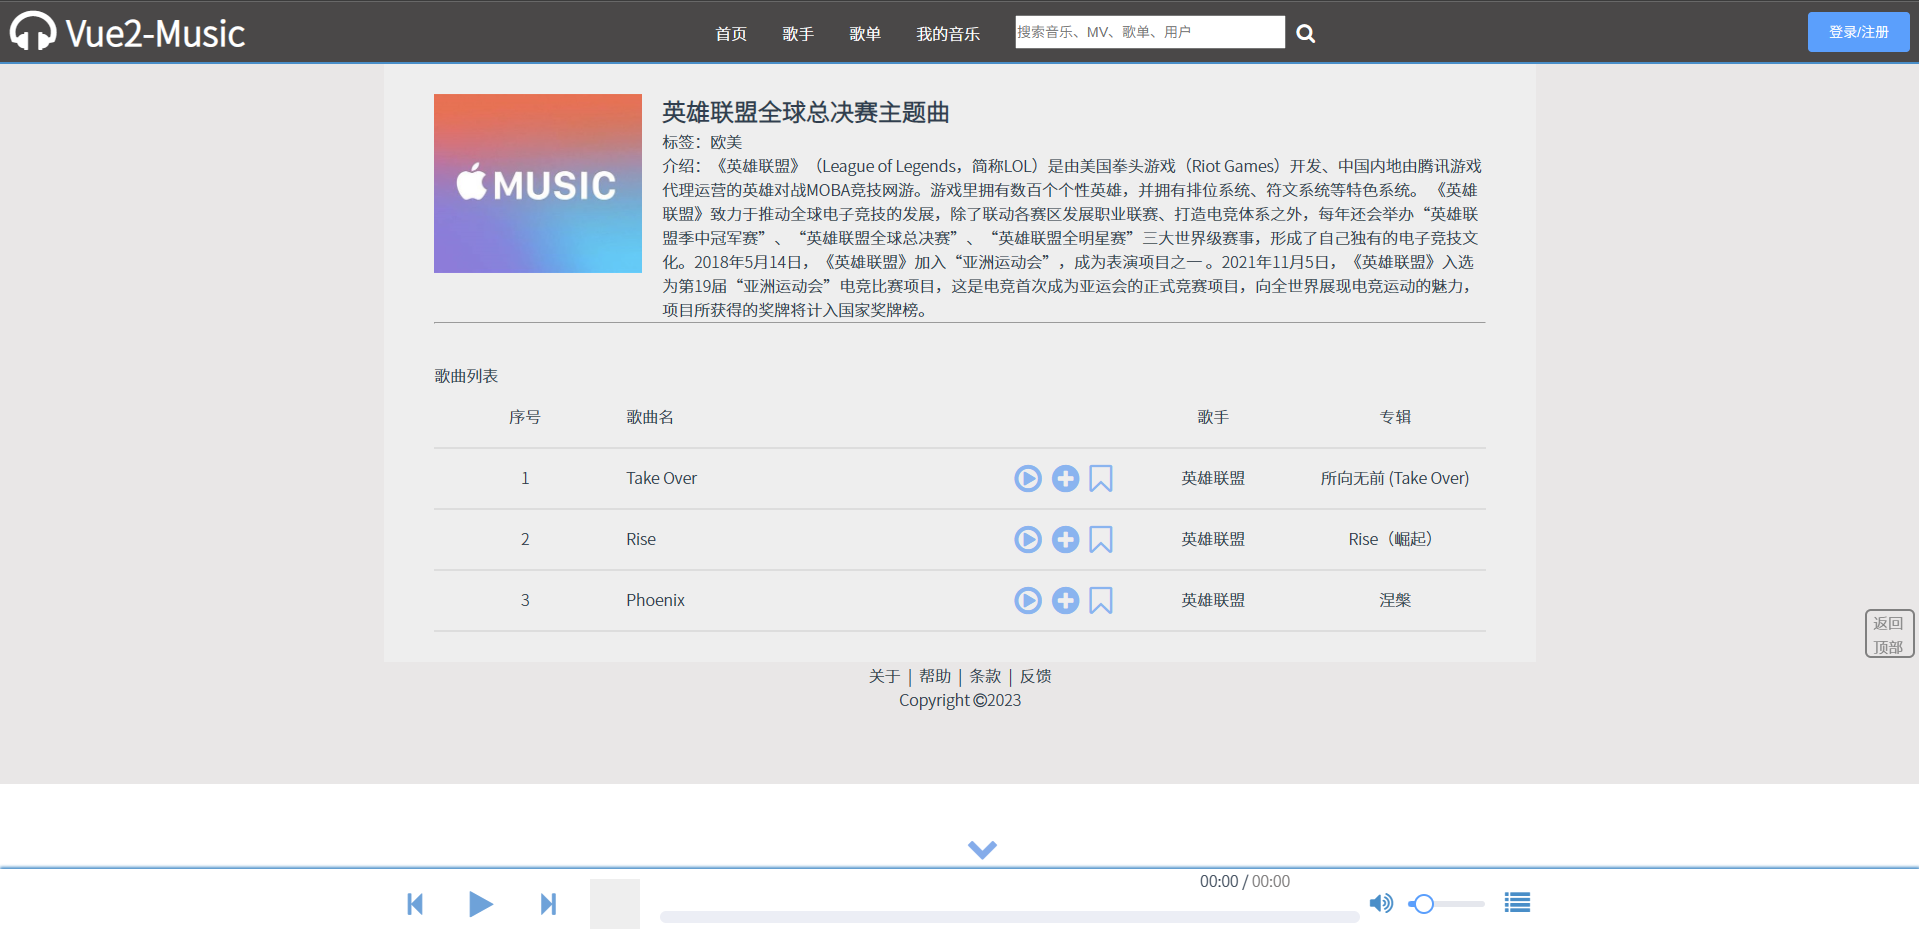 Vue2-Music
首页 歌手 歌单 我的音乐 搜索音乐、MV、歌单、用户 登录/注册
MUSIC
英雄联盟全球总决赛主题曲
标签：欧美
介绍：《英雄联盟》（League of Legends，简称LOL）是由美国拳头游戏（Riot Games）开发、中国内地由腾讯游戏
代理运营的英雄对战MOBA竞技网游。游戏里拥有数百个个性英雄，并拥有排位系统、符文系统等特色系统。《英雄
联盟》致力于推动全球电子竞技的发展，除了联动各赛区发展职业联赛、打造电竞体系之外，每年还会举办“英雄联
盟季中冠军赛”、“英雄联盟全球总决赛”、“英雄联盟全明星赛”三大世界级赛事，形成了自己独有的电子竞技文
化。2018年5月14日，《英雄联盟》加入“亚洲运动会”，成为表演项目之一。2021年11月5日，《英雄联盟》入选
为第19届“亚洲运动会”电竞比赛项目，这是电竞首次成为亚运会的正式竞赛项目，向全世界展现电竞运动的魅力，
项目所获得的奖牌将计入国家奖牌榜。
歌曲列表
序号 歌曲名 歌手 专辑
1 Take Over 英雄联盟 所向无前 (Take Over)
2 Rise 英雄联盟 Rise（崛起）
3 Phoenix 英雄联盟 涅槃
返回
顶部
关于 | 帮助 | 条款 | 反馈
Copyright ©2023
00:00 / 00:00